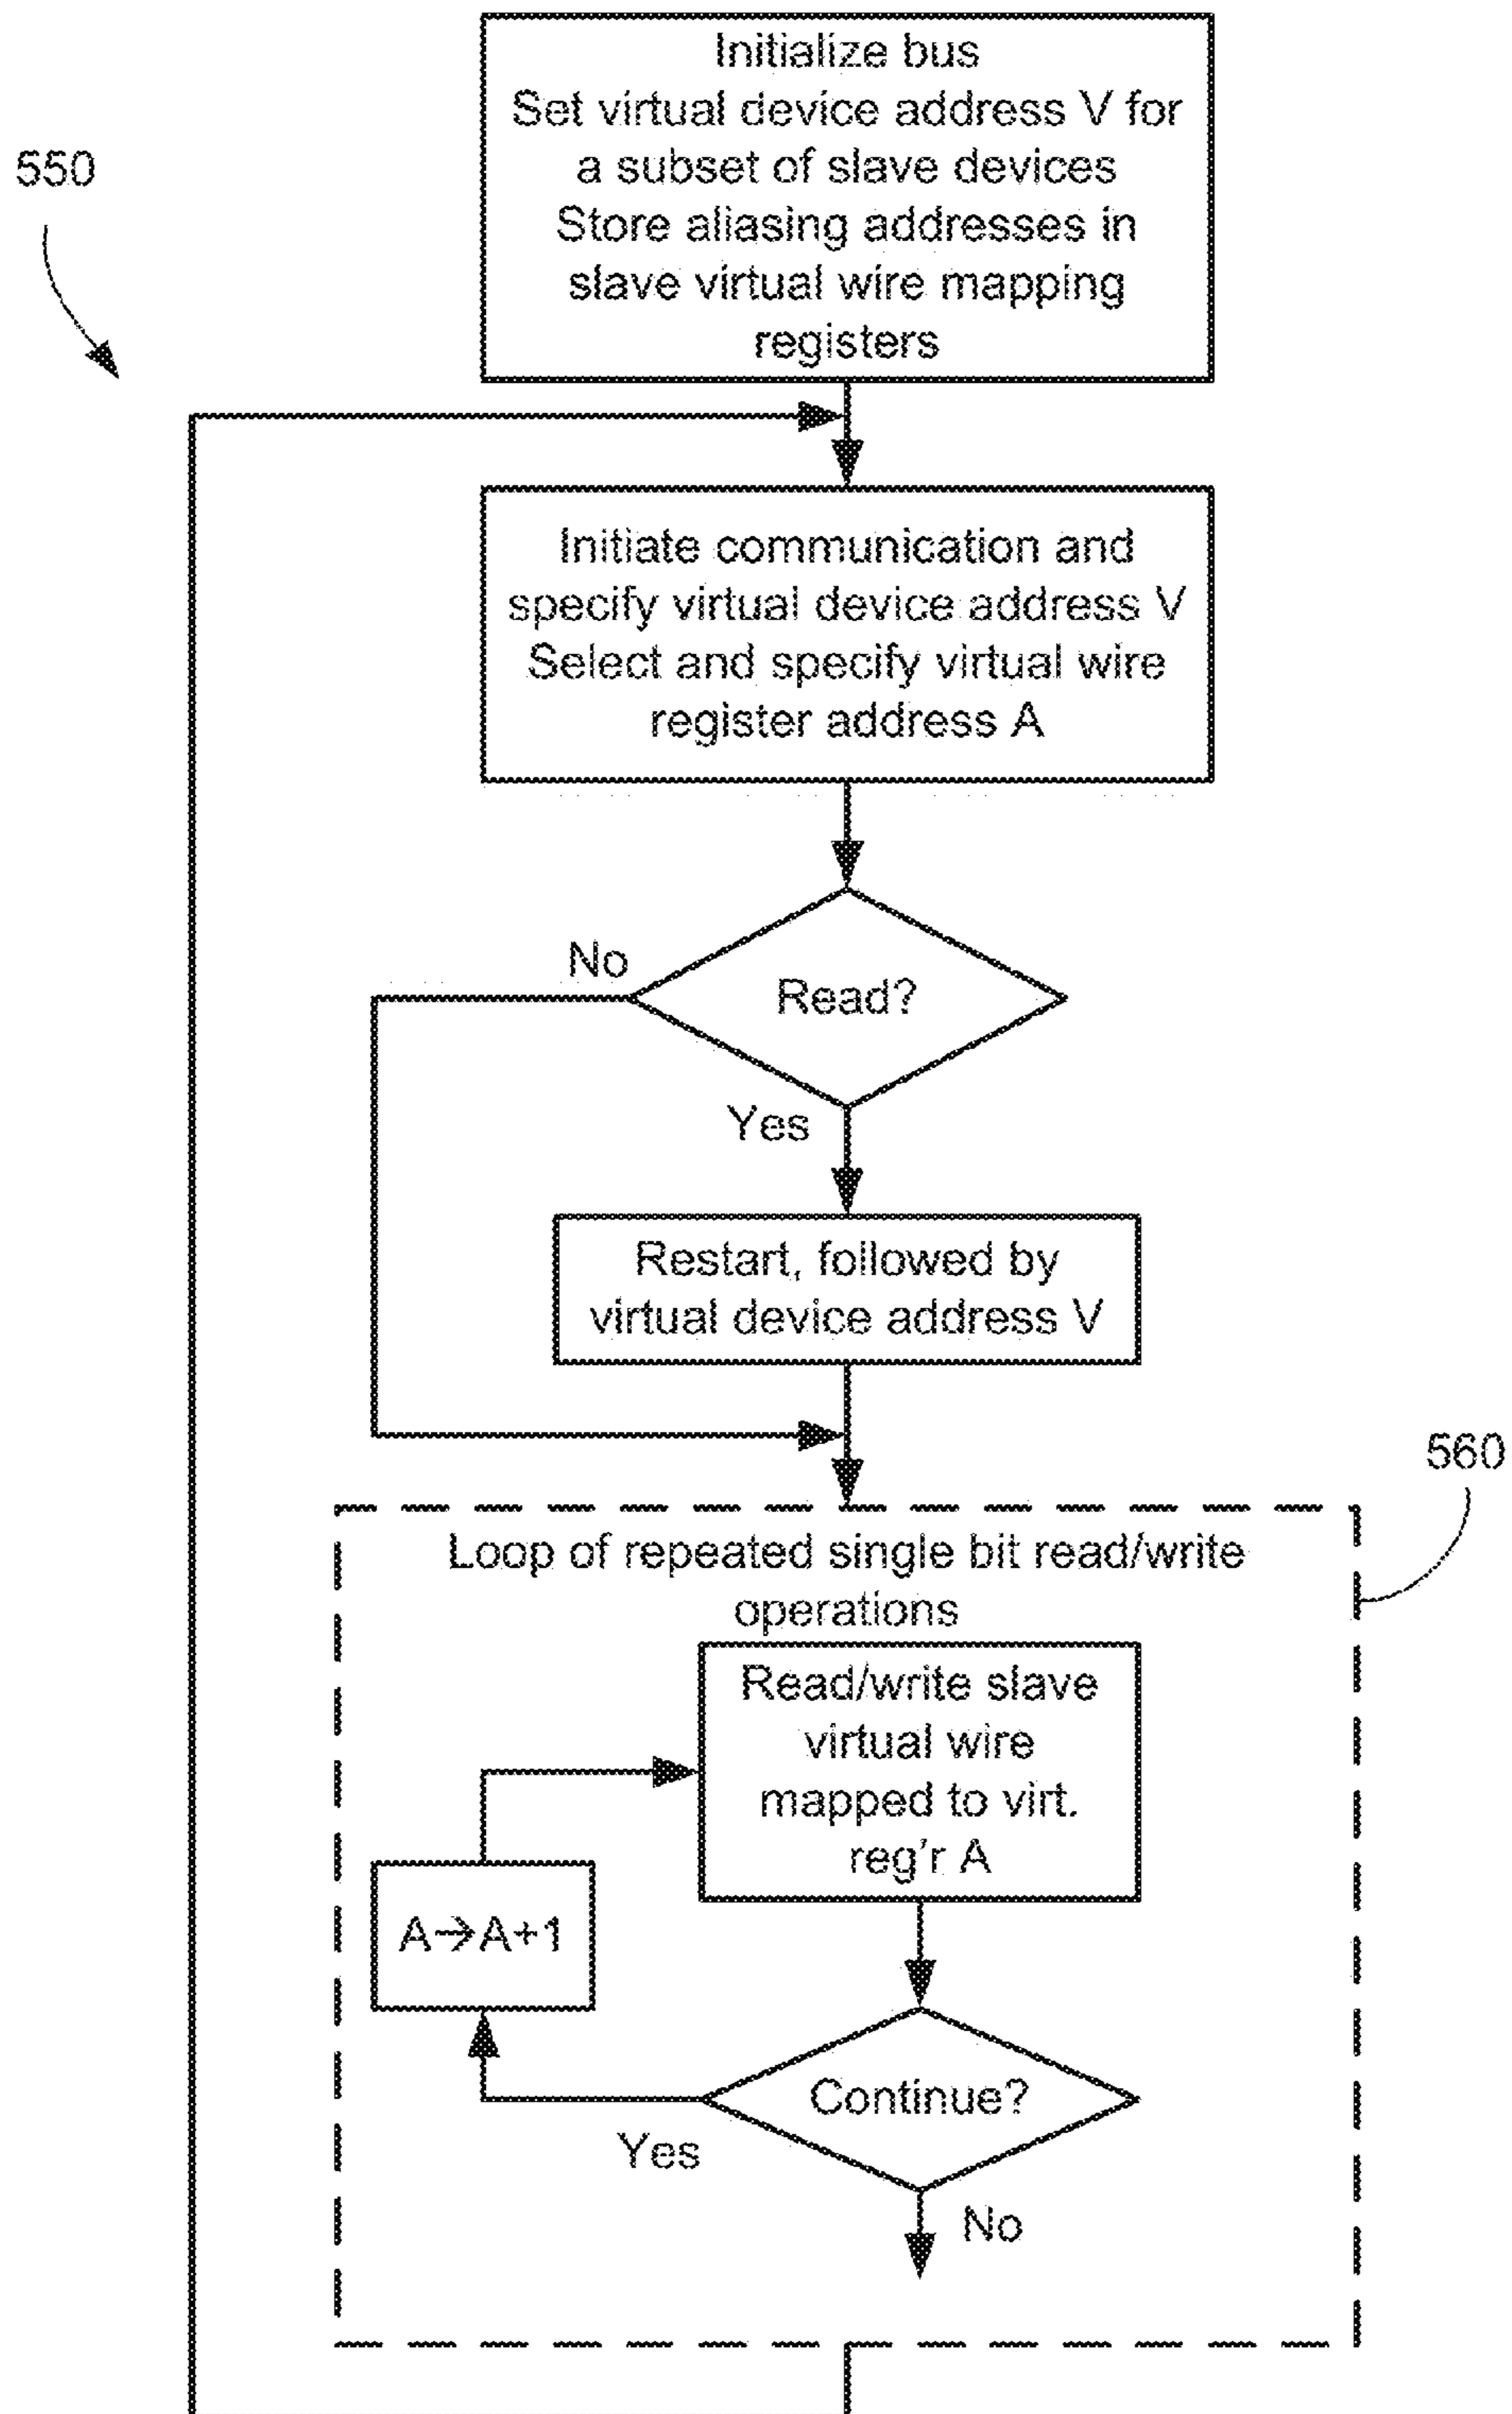 Initialize bus
Set virtual device address V for
a subset of slave devices
Store aliasing addresses in
slave virtual wire mapping
registers
550
Initiate communication and
specify virtual device address V
Select and specify virtual wire
register address A
No
Read?
Yes
Restart, followed by
virtual device address V
560
Loop of repeated single bit read/write
operations
Read/write slave
virtual wire
mapped to virt.
reg'r A
A→A+1
Continue?
Yes
No